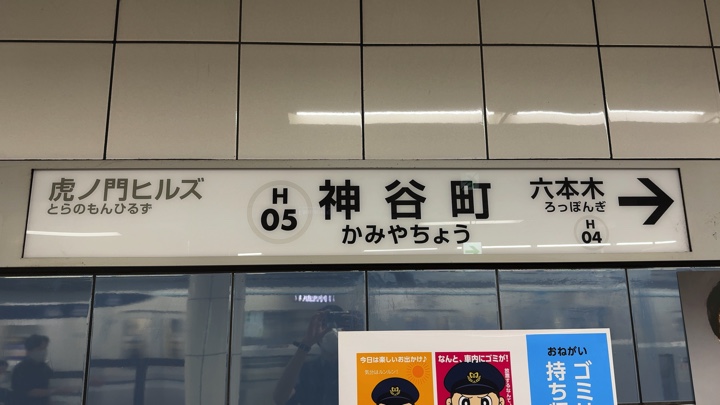 虎ノ門ヒルズ
とらのもんひるず
H
05
神谷町
かみやちょう
六本木
ろっぽんぎ
H
04
今日は楽しいお出かけ♪
なんと、車内にゴミが!
おねがい
ゴミ
持ち